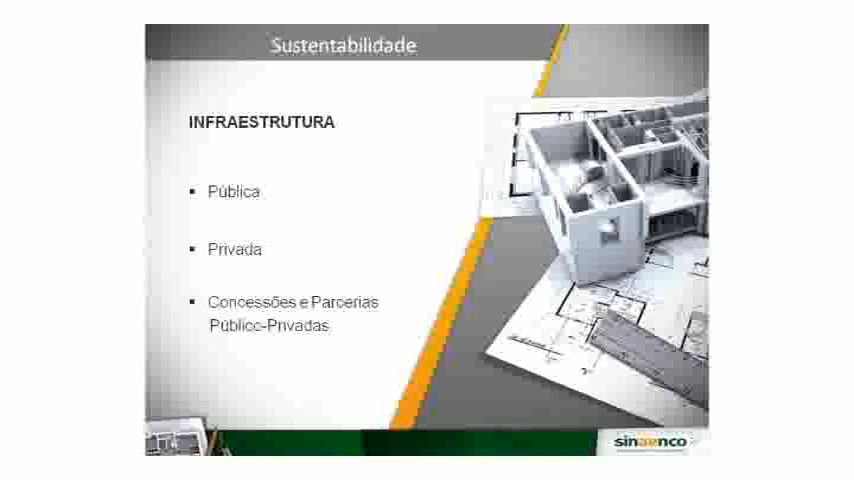 Sustentabilidade
INFRAESTRUTURA
▪ Pública
▪ Privada
▪ Concessões e Parcerias
Público-Privadas
sinaenco